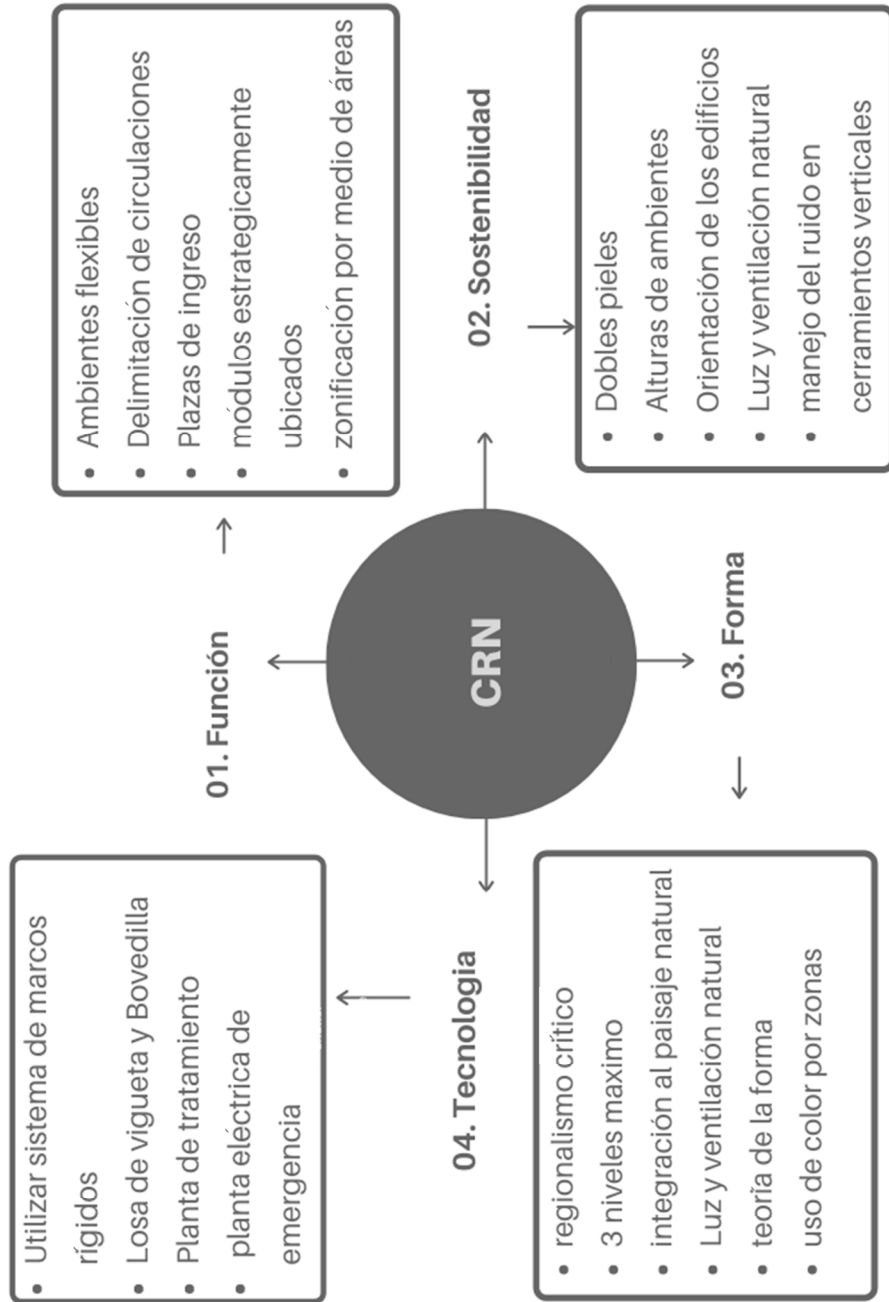 CRN
01. Función
• Ambientes flexibles
• Delimitación de circulaciones
• Plazas de ingreso
• módulos estrategicamente
ubicados
• zonificación por medio de áreas
02. Sostenibilidad
• Dobles pieles
• Alturas de ambientes
• Orientación de los edificios
• Luz y ventilación natural
• manejo del ruido en
cerramientos verticales
03. Forma
• regionalismo crítico
• 3 niveles maximo
• integración al paisaje natural
• Luz y ventilación natural
• teoría de la forma
• uso de color por zonas
04. Tecnologia
• Utilizar sistema de marcos
rígidos
• Losa de vigueta y Bovedilla
• Planta de tratamiento
• planta eléctrica de
emergencia